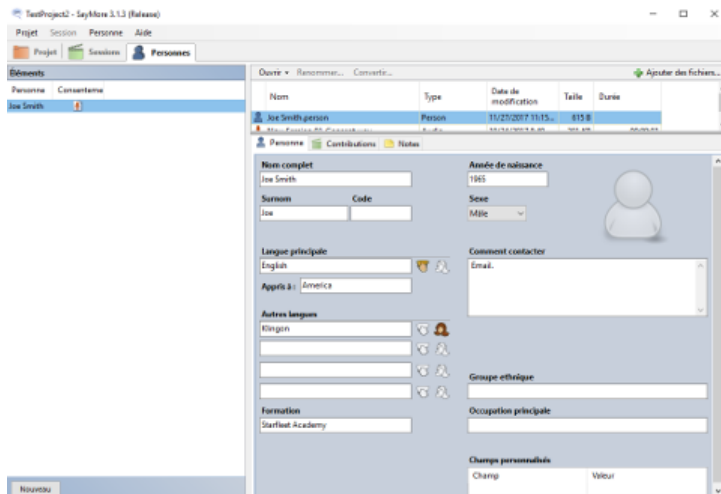 TestProject2 - SayMore 3.1.3 (Release)
Projet Session Personne Aide
Projet Sessions Personnes
Éléments
Ouvrir Renommer... Convertir... Ajouter des fichiers...
Personne Consenteme
Joe Smith
Nom Type Date de modification Taille Durée
Joe Smith.person Person 11/27/2017 11:15... 615 B
Personne Contributions Notes
Nom complet
Joe Smith
Année de naissance
1965
Surnom Code
Joe
Sexe
Mâle
Langue principale
English
Appris à : America
Comment contacter
Email.
Autres langues
Klingon
Groupe ethnique
Formation
Starfleet Academy
Occupation principale
Champs personnalisés
Champ Valeur
Nouveau